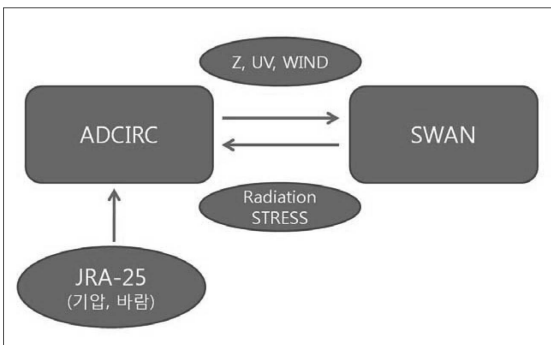 Z, UV, WIND
ADCIRC
SWAN
Radiation
STRESS
JRA-25
(기압, 바람)